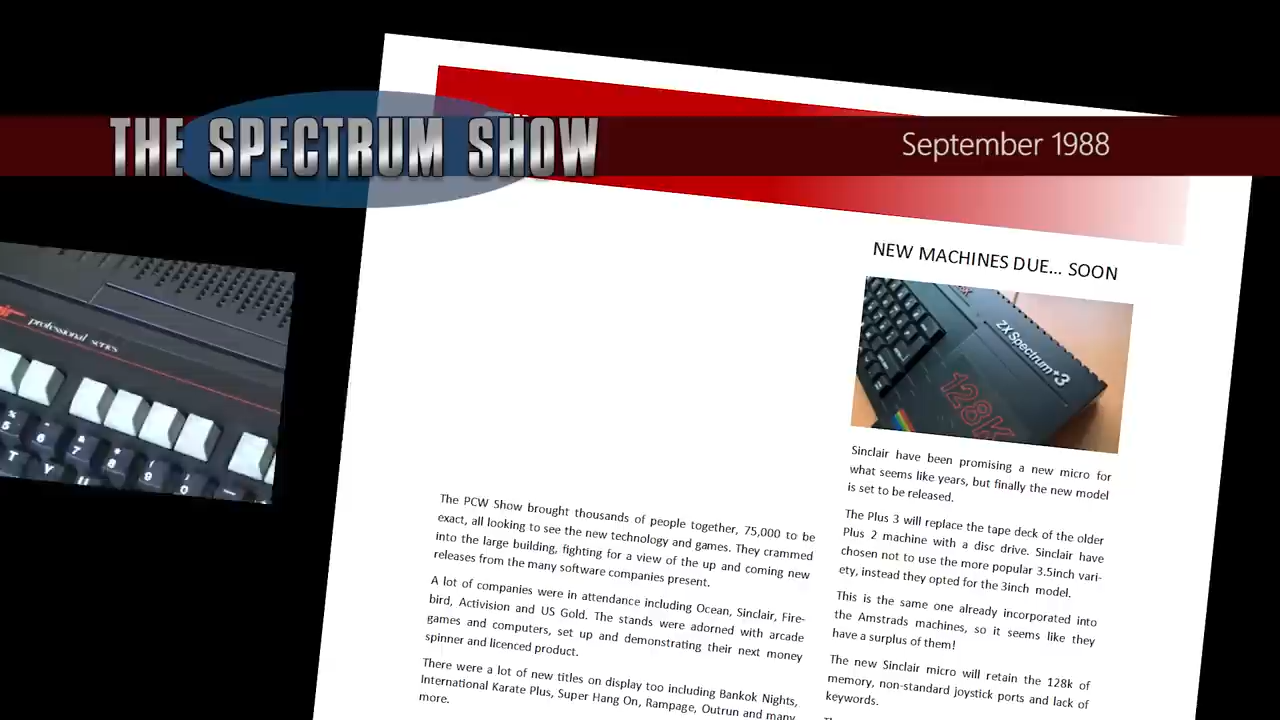 THE SPECTRUM SHOW
September 1988
professional series
NEW MACHINES DUE... SOON
ZX Spectrum +3
128K
The PCW Show brought thousands of people together, 75,000 to be
exact, all looking to see the new technology and games. They crammed
into the large building, fighting for a view of the up and coming new
releases from the many software companies present.
A lot of companies were in attendance including Ocean, Sinclair, Fire-
bird, Activision and US Gold. The stands were adorned with arcade
games and computers, set up and demonstrating their next money
spinner and licenced product.
There were a lot of new titles on display too including Bankok Nights,
International Karate Plus, Super Hang On, Rampage, Outrun and many
more.
Sinclair have been promising a new micro for
what seems like years, but finally the new model
is set to be released.
The Plus 3 will replace the tape deck of the older
Plus 2 machine with a disc drive. Sinclair have
chosen not to use the more popular 3.5inch vari-
ety, instead they opted for the 3inch model.
This is the same one already incorporated into
the Amstrads machines, so it seems like they
have a surplus of them!
The new Sinclair micro will retain the 128k of
memory, non-standard joystick ports and lack of
keywords.